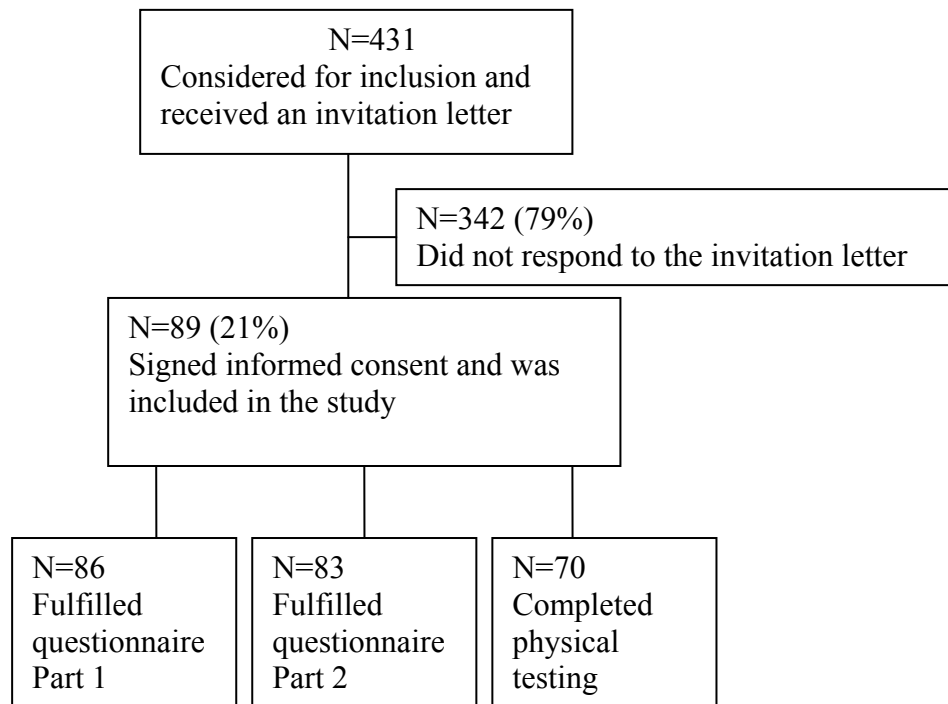 N=431
Considered for inclusion and
received an invitation letter
N=342 (79%)
Did not respond to the invitation letter
N=89 (21%)
Signed informed consent and was
included in the study
N=86
Fulfilled
questionnaire
Part 1
N=83
Fulfilled
questionnaire
Part 2
N=70
Completed
physical
testing